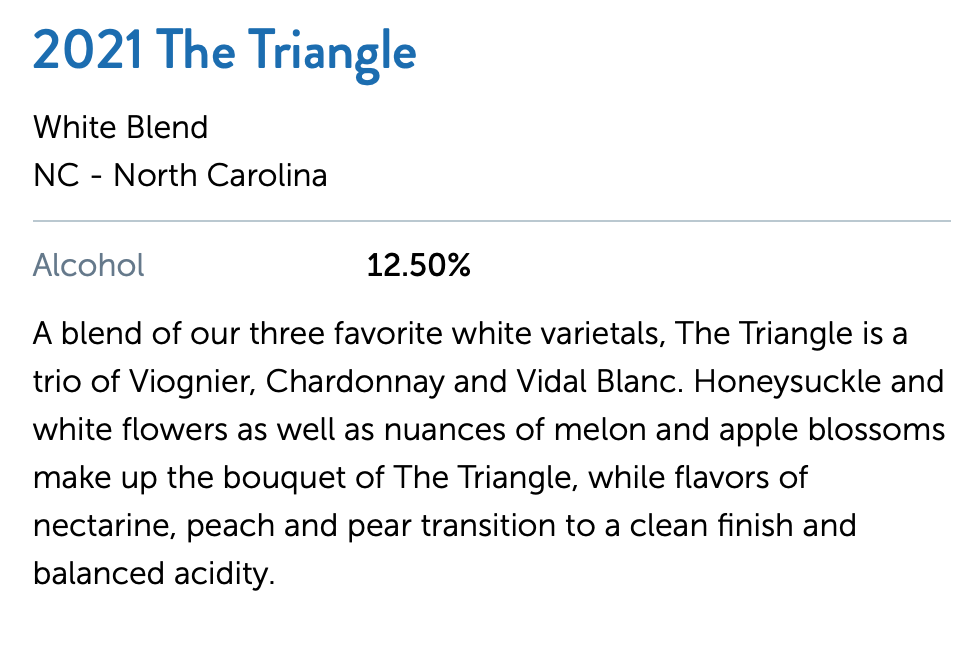 2021 The Triangle
White Blend
NC - North Carolina
Alcohol 12.50%
A blend of our three favorite white varietals, The Triangle is a
trio of Viognier, Chardonnay and Vidal Blanc. Honeysuckle and
white flowers as well as nuances of melon and apple blossoms
make up the bouquet of The Triangle, while flavors of
nectarine, peach and pear transition to a clean finish and
balanced acidity.